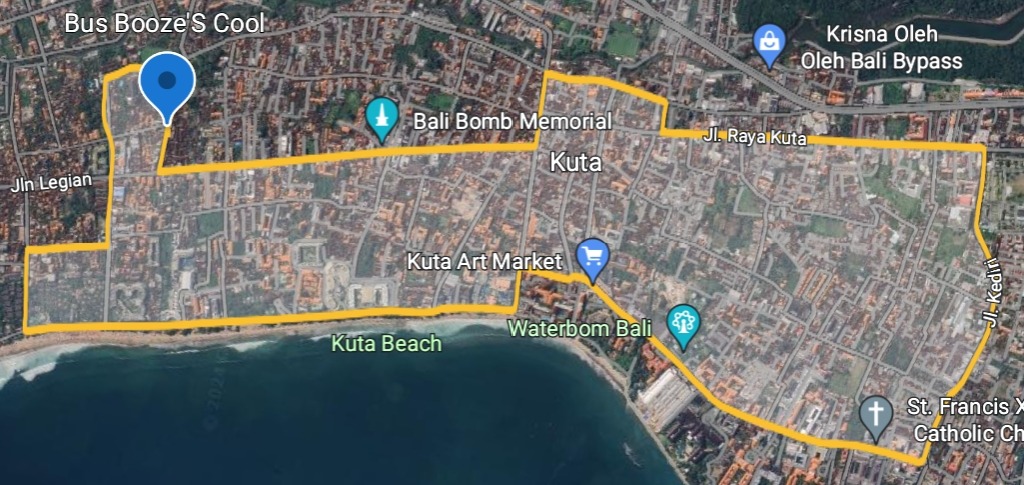 Bus Booze'S Cool
Krisna Oleh
Oleh Bali Bypass
Bali Bomb Memorial
Jl. Raya Kuta
Kuta
Jln Legian
Kuta Art Market
Jl. Kediri
Waterbom Bali
Kuta Beach
St. Francis X
Catholic Ch